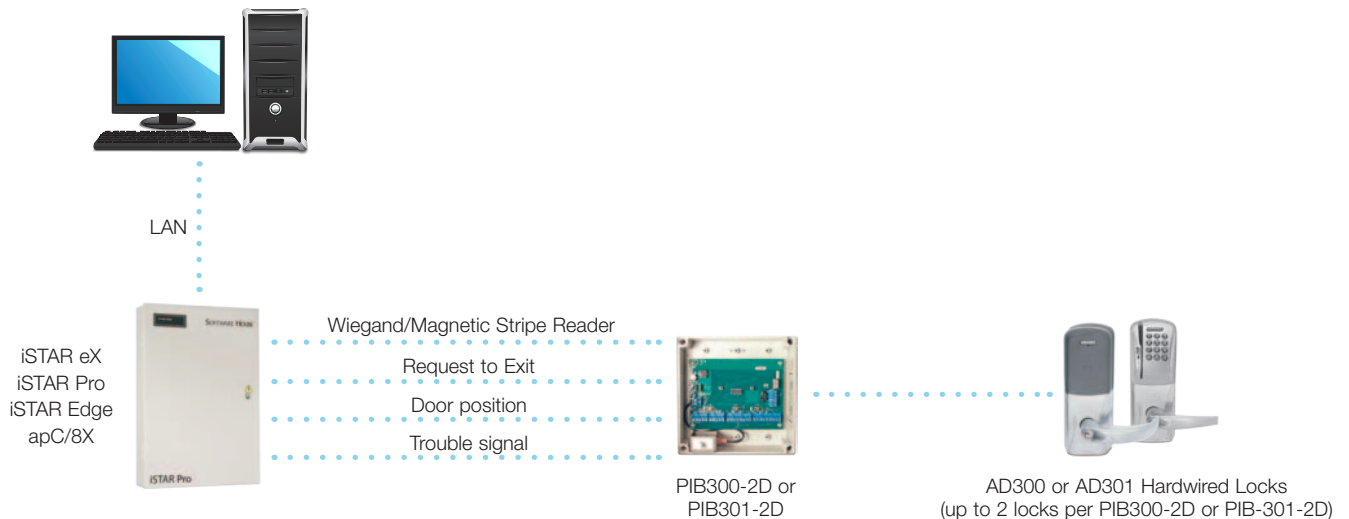 LAN
iSTAR eX
iSTAR Pro
iSTAR Edge
apC/8X
SOFTWARE HOUSE
iSTAR Pro
Wiegand/Magnetic Stripe Reader
Request to Exit
Door position
Trouble signal
PIB300-2D or
PIB301-2D
AD300 or AD301 Hardwired Locks
(up to 2 locks per PIB300-2D or PIB-301-2D)